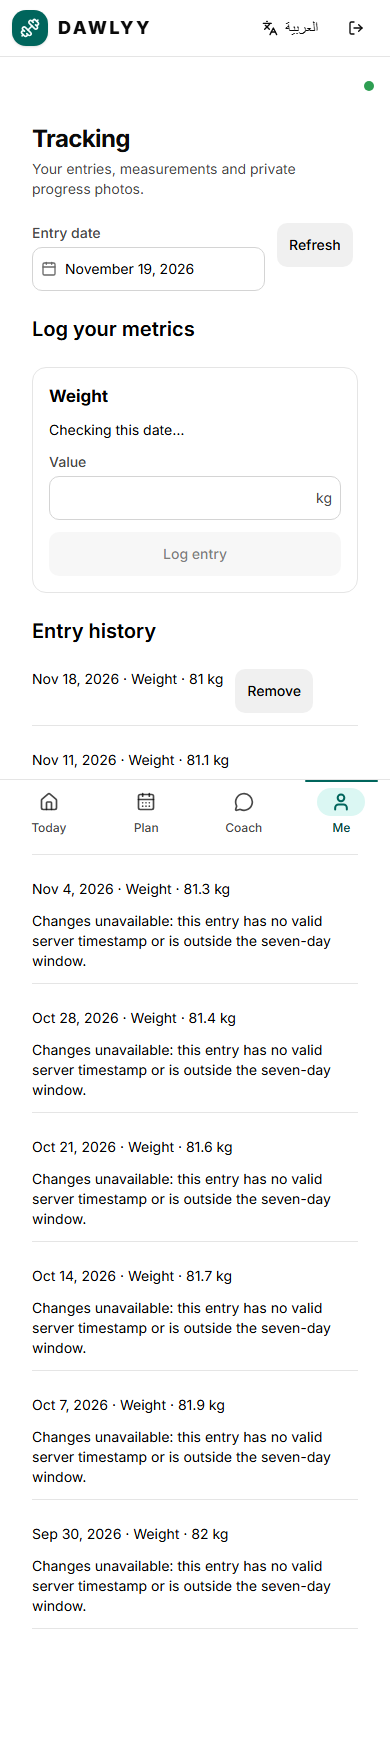 DAWLYY
العربية
Tracking
Your entries, measurements and private
progress photos.
Entry date
November 19, 2026
Refresh
Log your metrics
Weight
Checking this date...
Value
kg
Log entry
Entry history
Nov 18, 2026 · Weight · 81 kg
Remove
Nov 11, 2026 · Weight · 81.1 kg
Today
Plan
Coach
Me
Nov 4, 2026 · Weight · 81.3 kg
Changes unavailable: this entry has no valid
server timestamp or is outside the seven-day
window.
Oct 28, 2026 · Weight · 81.4 kg
Changes unavailable: this entry has no valid
server timestamp or is outside the seven-day
window.
Oct 21, 2026 · Weight · 81.6 kg
Changes unavailable: this entry has no valid
server timestamp or is outside the seven-day
window.
Oct 14, 2026 · Weight · 81.7 kg
Changes unavailable: this entry has no valid
server timestamp or is outside the seven-day
window.
Oct 7, 2026 · Weight · 81.9 kg
Changes unavailable: this entry has no valid
server timestamp or is outside the seven-day
window.
Sep 30, 2026 · Weight · 82 kg
Changes unavailable: this entry has no valid
server timestamp or is outside the seven-day
window.